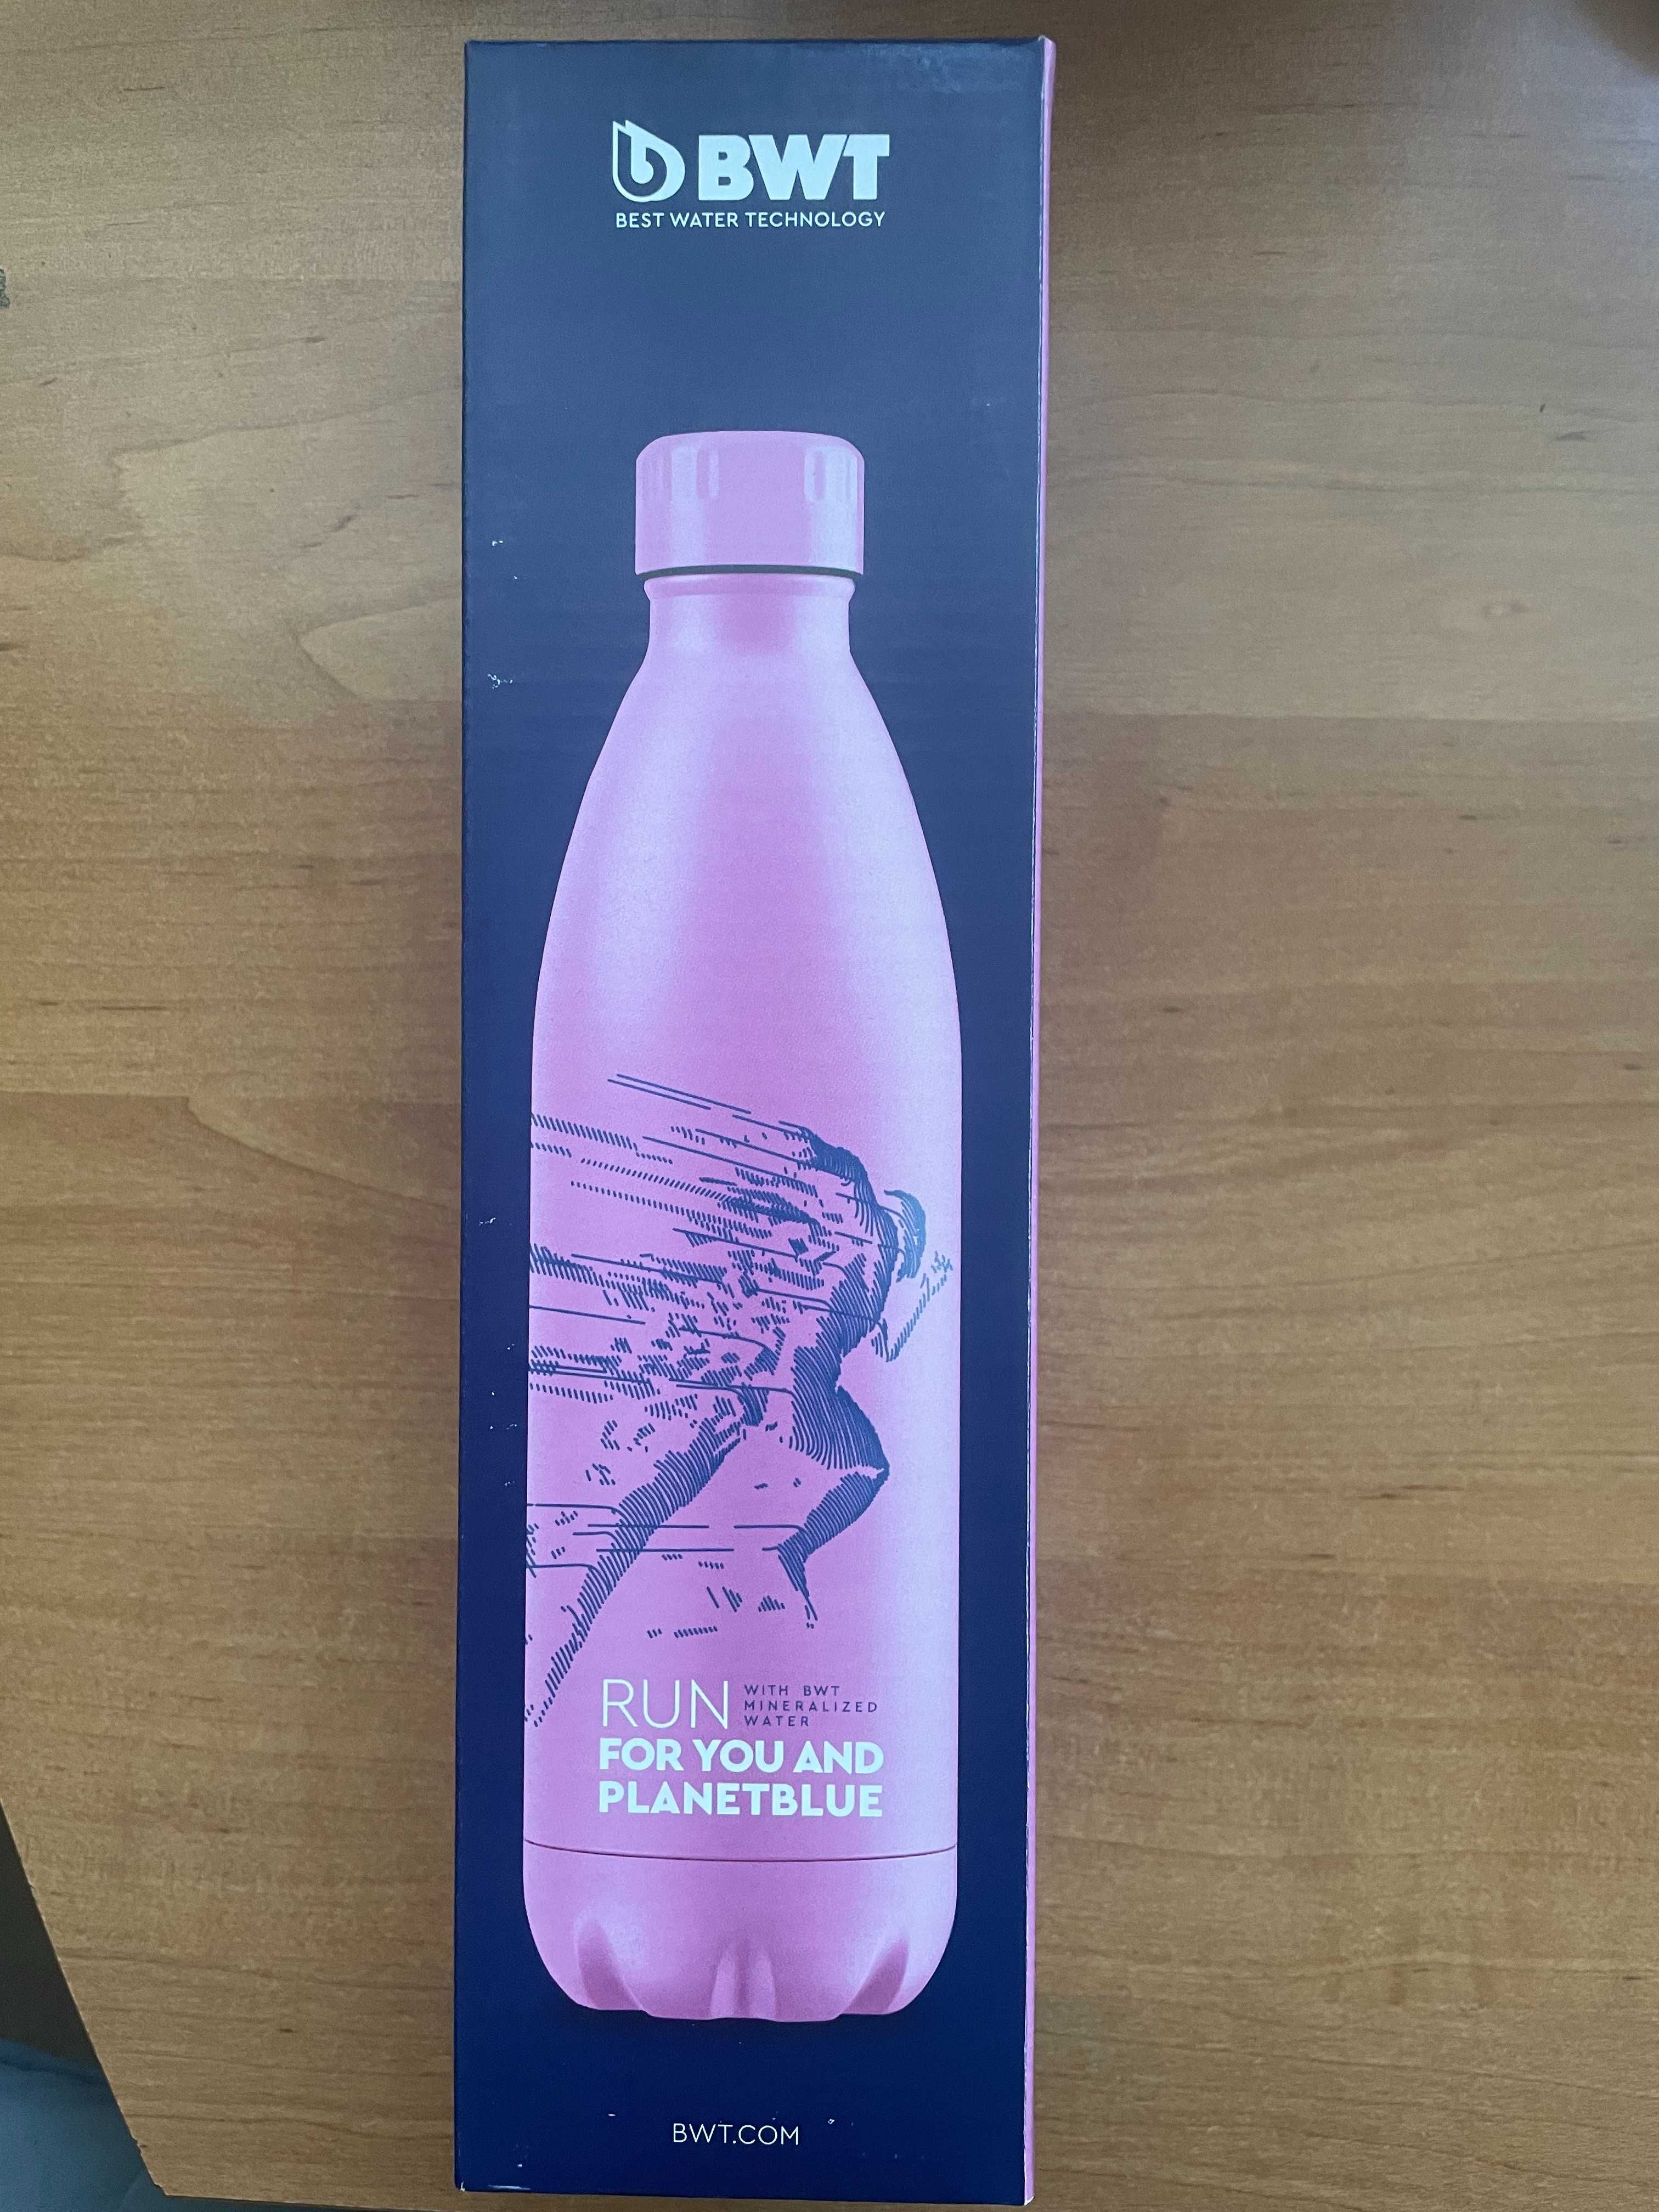 BWT
BEST WATER TECHNOLOGY
RUN WITH BWT
MINERALIZED
WATER
FOR YOU AND
PLANETBLUE
BWT.COM